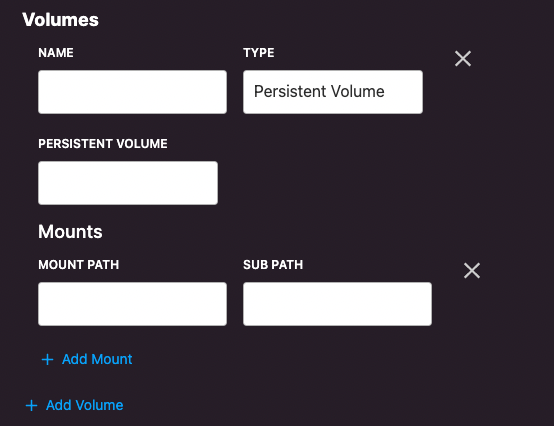 Volumes
NAME TYPE
Persistent Volume
PERSISTENT VOLUME
Mounts
MOUNT PATH SUB PATH
+ Add Mount
+ Add Volume